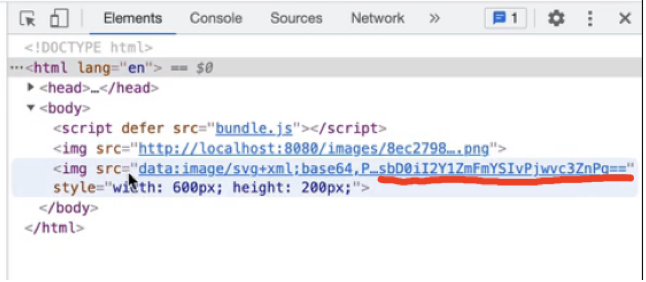 Elements Console Sources Network » 1
<!DOCTYPE html>
···<html lang="en"> == $0
▶ <head>…</head>
▼ <body>
<script defer src="bundle.js"></script>
<img src="http://localhost:8080/images/8ec2798….png">
<img src="data:image/svg+xml;base64,P…sbD0iI2Y1ZmFmYSIvPjwvc3ZnPg=="
style="width: 600px; height: 200px;">
</body>
</html>